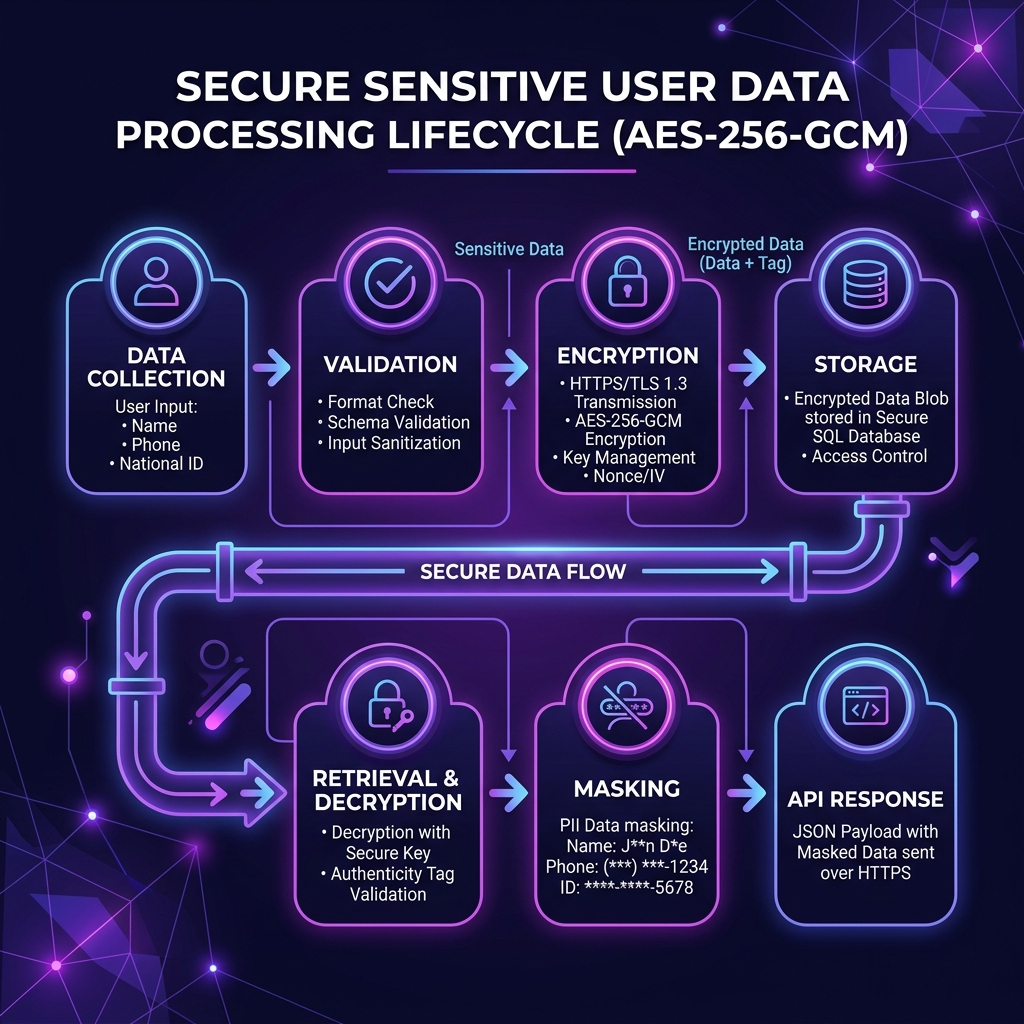 SECURE SENSITIVE USER DATA
PROCESSING LIFECYCLE (AES-256-GCM)
DATA
COLLECTION
User Input:
• Name
• Phone
• National ID
VALIDATION
• Format Check
• Schema Validation
• Input Sanitization
Sensitive Data
ENCRYPTION
• HTTPS/TLS 1.3
Transmission
• AES-256-GCM
Encryption
• Key Management
• Nonce/IV
Encrypted Data
(Data + Tag)
STORAGE
• Encrypted Data Blob
stored in Secure
SQL Database
• Access Control
SECURE DATA FLOW
RETRIEVAL &
DECRYPTION
• Decryption with
Secure Key
• Authenticity Tag
Validation
MASKING
PII Data masking:
Name: J**n D*e
Phone: (***) ***-1234
ID: ****-****-5678
API RESPONSE
JSON Payload with
Masked Data sent
over HTTPS